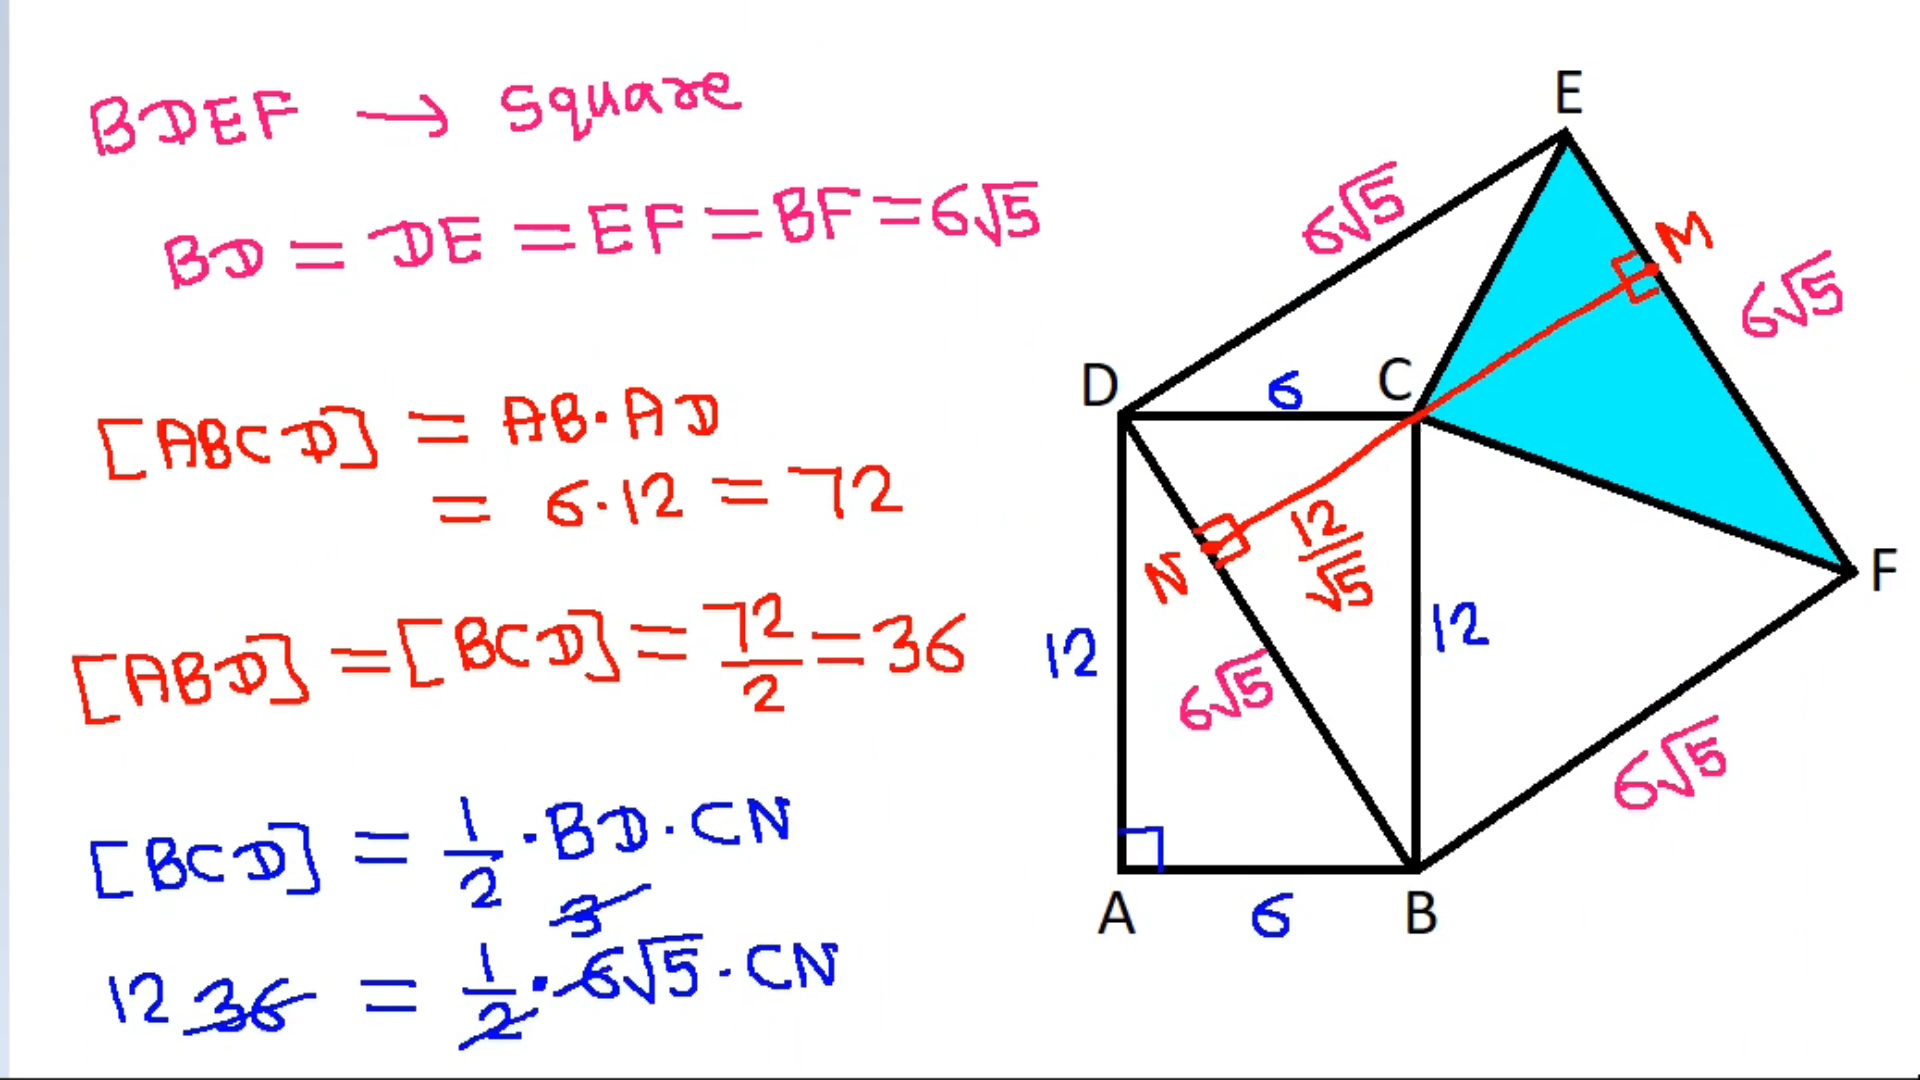 BDEF → Square
BD = DE = EF = BF = 6√5
[ABCD] = AB·AD
= 6·12 = 72
[ABD] = [BCD] = 72/2 = 36
[BCD] = 1/2 · BD · CN
3
12 36 = 1/2 · 6√5 · CN
E
6√5
M
6√5
D
6
C
N
12/√5
F
12
12
6√5
6√5
A
6
B